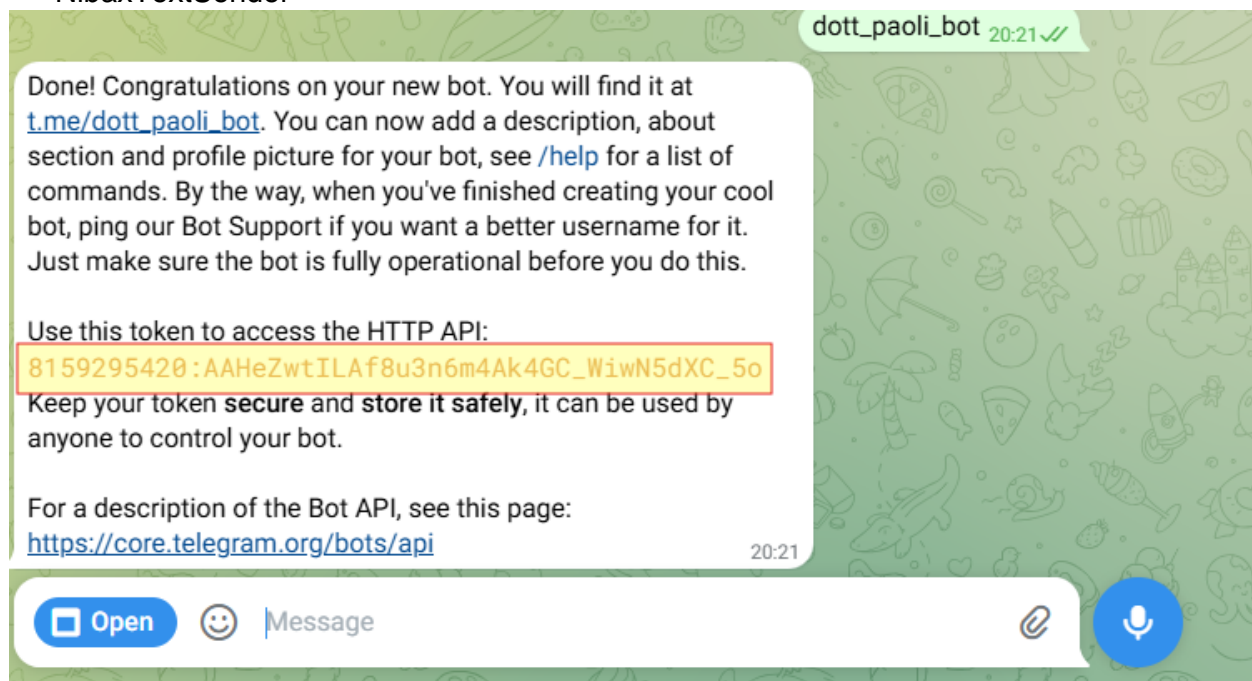 NibaxTextSender
dott_paoli_bot 20:21
Done! Congratulations on your new bot. You will find it at
t.me/dott_paoli_bot. You can now add a description, about
section and profile picture for your bot, see /help for a list of
commands. By the way, when you've finished creating your cool
bot, ping our Bot Support if you want a better username for it.
Just make sure the bot is fully operational before you do this.
Use this token to access the HTTP API:
8159295420:AAHeZwtILAf8u3n6m4Ak4GC_WiwN5dXC_5o
Keep your token secure and store it safely, it can be used by
anyone to control your bot.
For a description of the Bot API, see this page:
https://core.telegram.org/bots/api
20:21
Open
Message